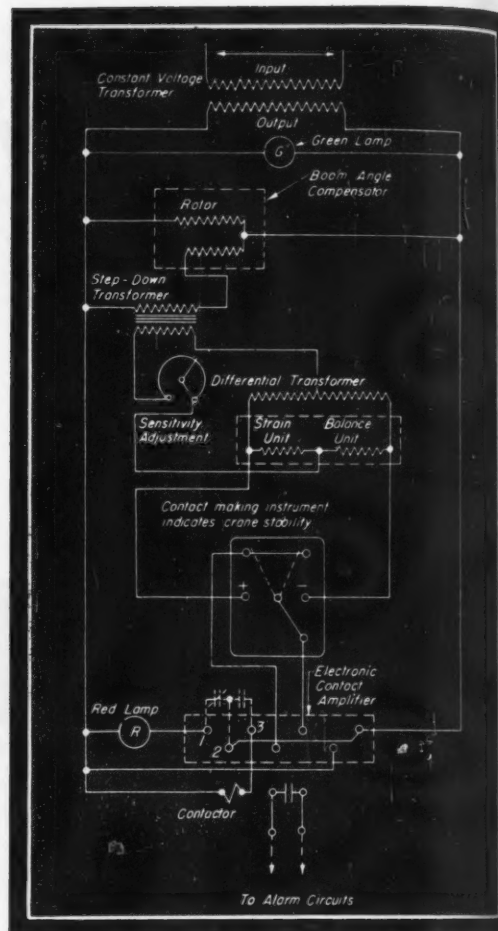 Input
Constant Voltage
Transformer
Output
Green Lamp
G
Boom Angle
Compensator
Rotor
Step-Down
Transformer
Differential Transformer
Sensitivity
Adjustment
Strain
Unit
Balance
Unit
Contact making instrument
indicates crane stability
+
−
Electronic
Contact
Amplifier
Red Lamp
R
1
2
3
Contactor
To Alarm Circuits